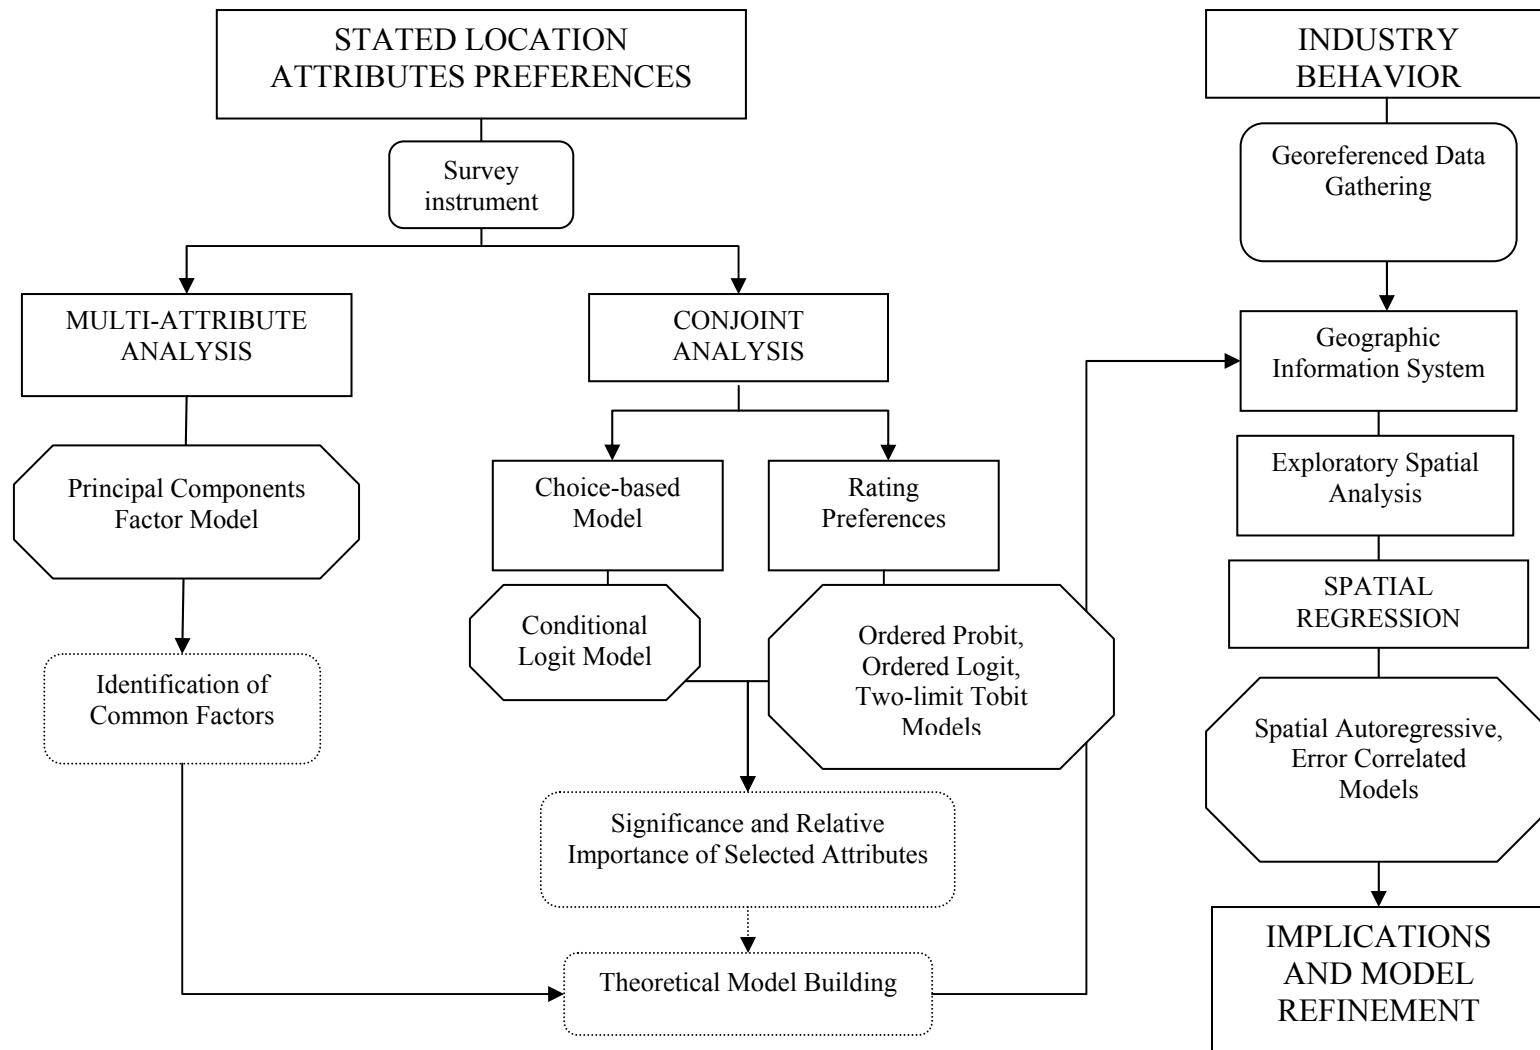 STATED LOCATION
ATTRIBUTES PREFERENCES
Survey
instrument
MULTI-ATTRIBUTE
ANALYSIS
CONJOINT
ANALYSIS
Principal Components
Factor Model
Choice-based
Model
Rating
Preferences
Conditional
Logit Model
Ordered Probit,
Ordered Logit,
Two-limit Tobit
Models
Identification of
Common Factors
Significance and Relative
Importance of Selected Attributes
Theoretical Model Building
INDUSTRY
BEHAVIOR
Georeferenced Data
Gathering
Geographic
Information System
Exploratory Spatial
Analysis
SPATIAL
REGRESSION
Spatial Autoregressive,
Error Correlated
Models
IMPLICATIONS
AND MODEL
REFINEMENT